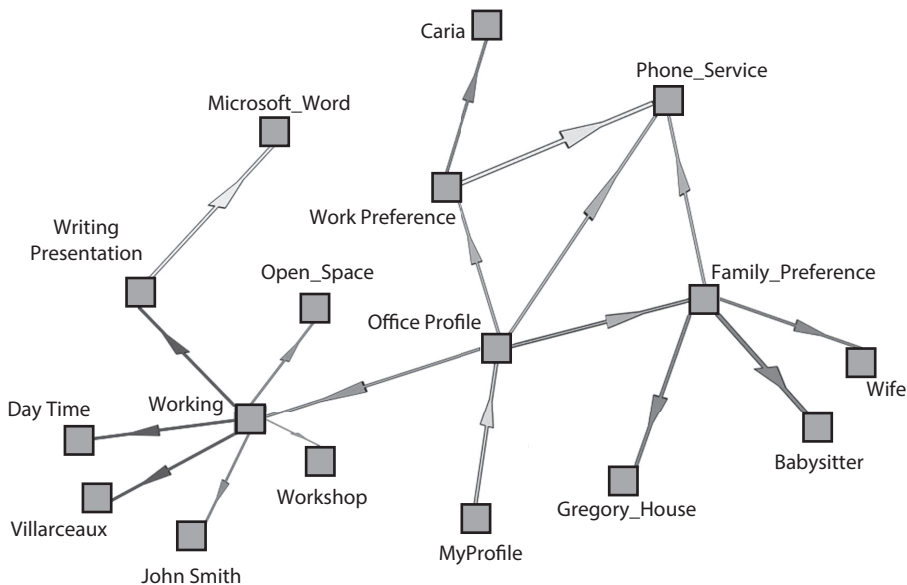 Caria
Phone_Service
Microsoft_Word
Work Preference
Writing
Presentation
Open_Space
Family_Preference
Office Profile
Wife
Day Time
Working
Babysitter
Workshop
Gregory_House
Villarceaux
MyProfile
John Smith